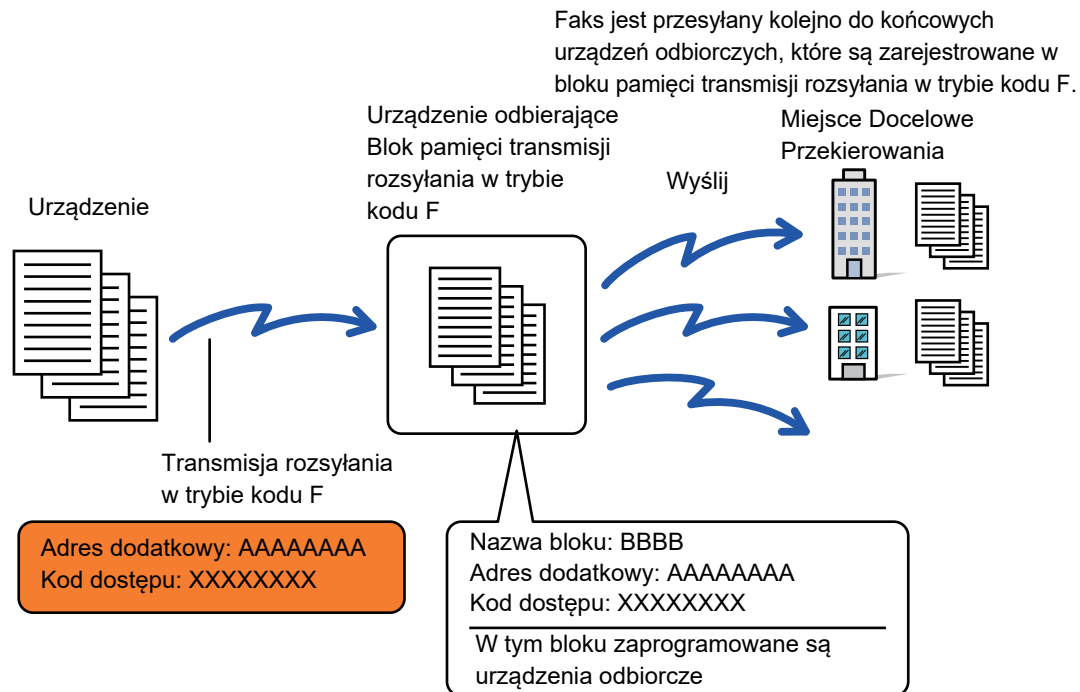 Faks jest przesyłany kolejno do końcowych
urządzeń odbiorczych, które są zarejestrowane w
bloku pamięci transmisji rozsyłania w trybie kodu F.
Urządzenie odbierające
Blok pamięci transmisji
rozsyłania w trybie
kodu F
Miejsce Docelowe
Przekierowania
Wyślij
Urządzenie
Transmisja rozsyłania
w trybie kodu F
Adres dodatkowy: AAAAAAAA
Kod dostępu: XXXXXXXX
Nazwa bloku: BBBB
Adres dodatkowy: AAAAAAAA
Kod dostępu: XXXXXXXX
W tym bloku zaprogramowane są
urządzenia odbiorcze